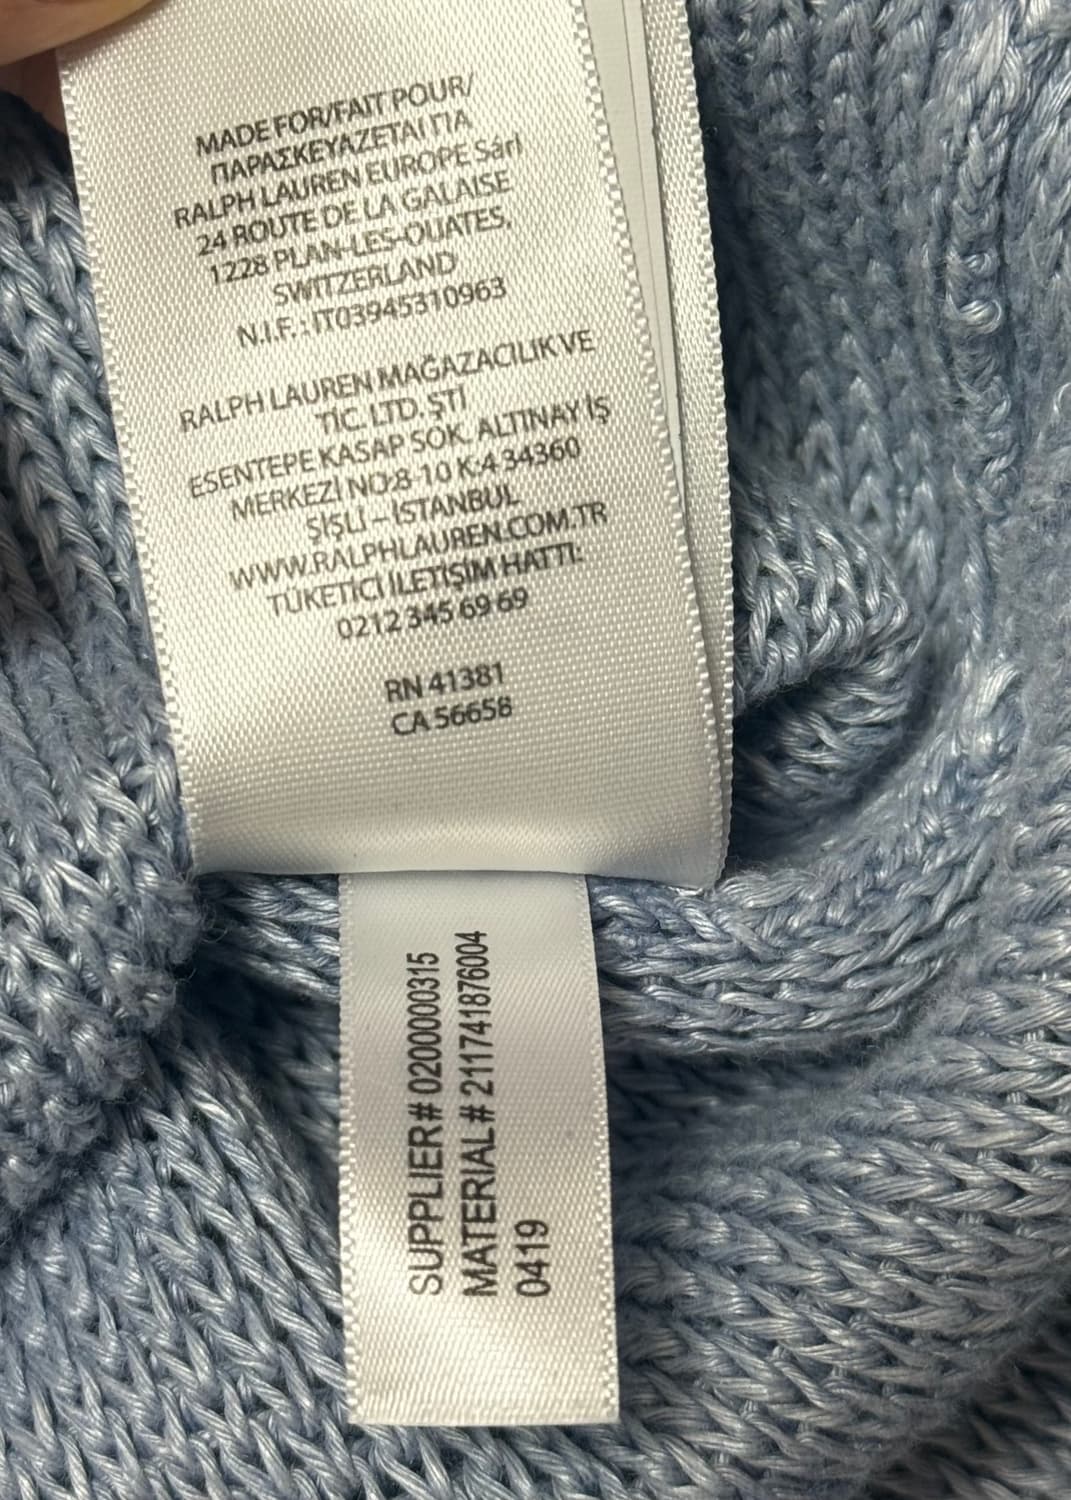 MADE FOR/FAIT POUR/
ΠΑΡΑΣΚΕΥΑΖΕΤΑΙ ΓΙΑ
RALPH LAUREN EUROPE Sárl
24 ROUTE DE LA GALAISE
1228 PLAN-LES-OUATES,
SWITZERLAND
N.I.F.: IT03945310963
RALPH LAUREN MAĞAZACILIK VE
TİC. LTD. ŞTİ
ESENTEPE KASAP SOK. ALTINAY İŞ
MERKEZİ NO:8-10 K:4 34360
ŞİŞLİ – İSTANBUL
WWW.RALPHLAUREN.COM.TR
TÜKETİCİ İLETİŞİM HATTI:
0212 345 69 69
RN 41381
CA 56658
SUPPLIER# 0200000315
MATERIAL# 211741876004
0419